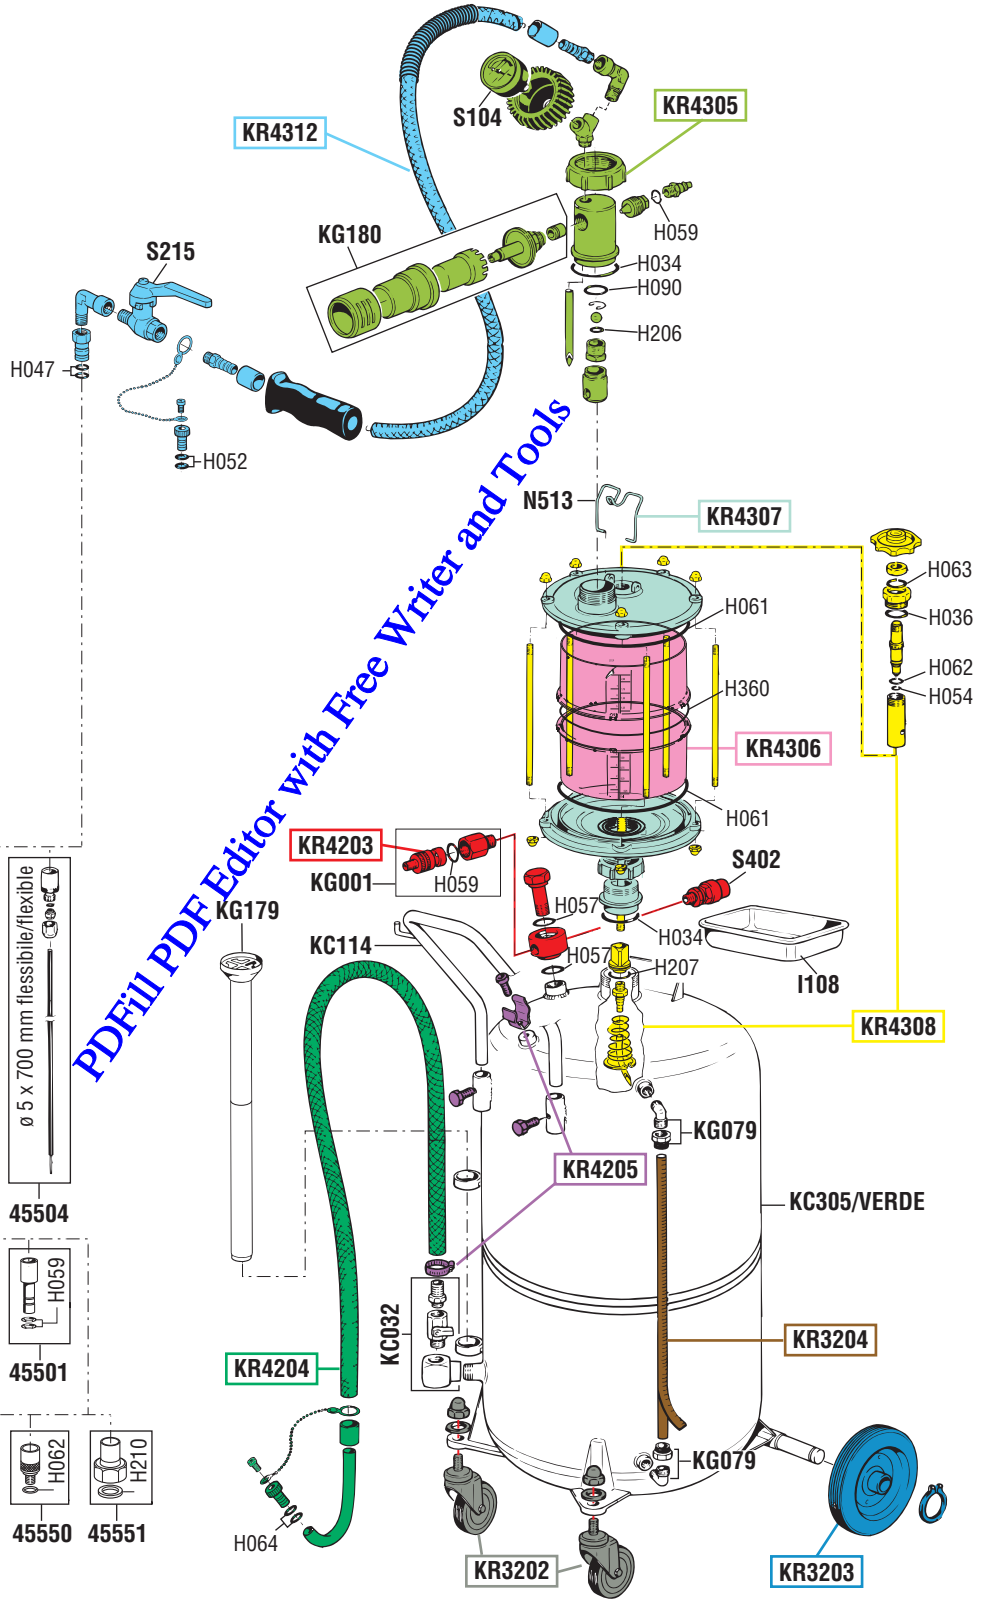 S104
KR4305
KR4312
KG180
H059
S215
H034
H090
H206
H047
H052
N513
KR4307
H063
H061
H036
H062
H054
H360
KR4306
H061
KR4203
H059
KG001
S402
H057
H034
KG179
KC114
H057
H207
I108
KR4308
ø 5 x 700 mm flessibile/flexible
45504
KG079
KR4205
KC305/VERDE
H059
45501
KC032
KR4204
KR3204
H062
H210
45550
45551
H064
KG079
KR3202
KR3203
PDFill PDF Editor with Free Writer and Tools